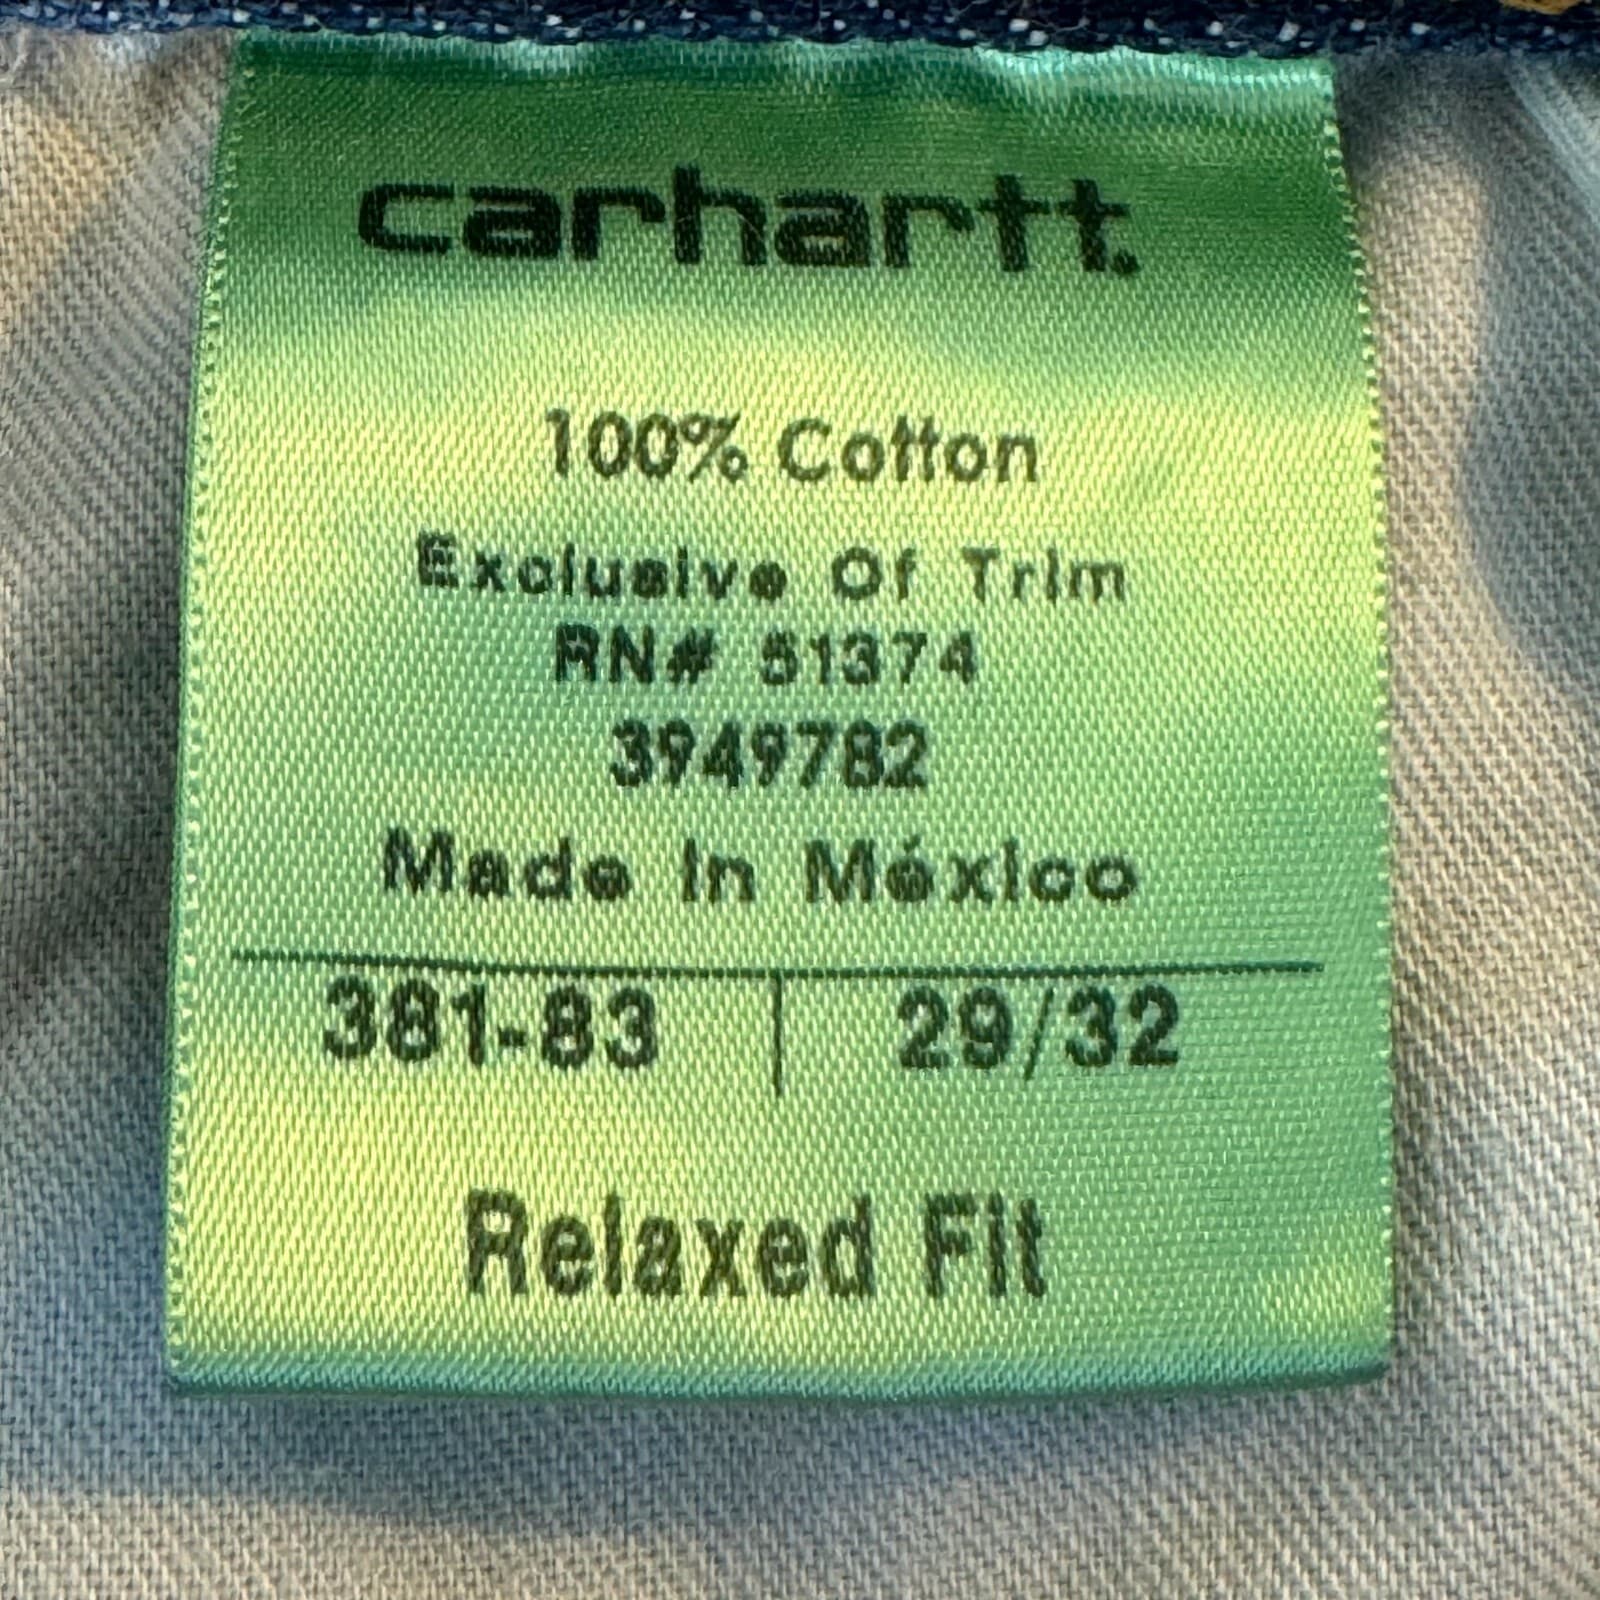 carhartt.
100% Cotton
Exclusive Of Trim
RN# 51374
3949782
Made In México
381-83 | 29/32
Relaxed Fit